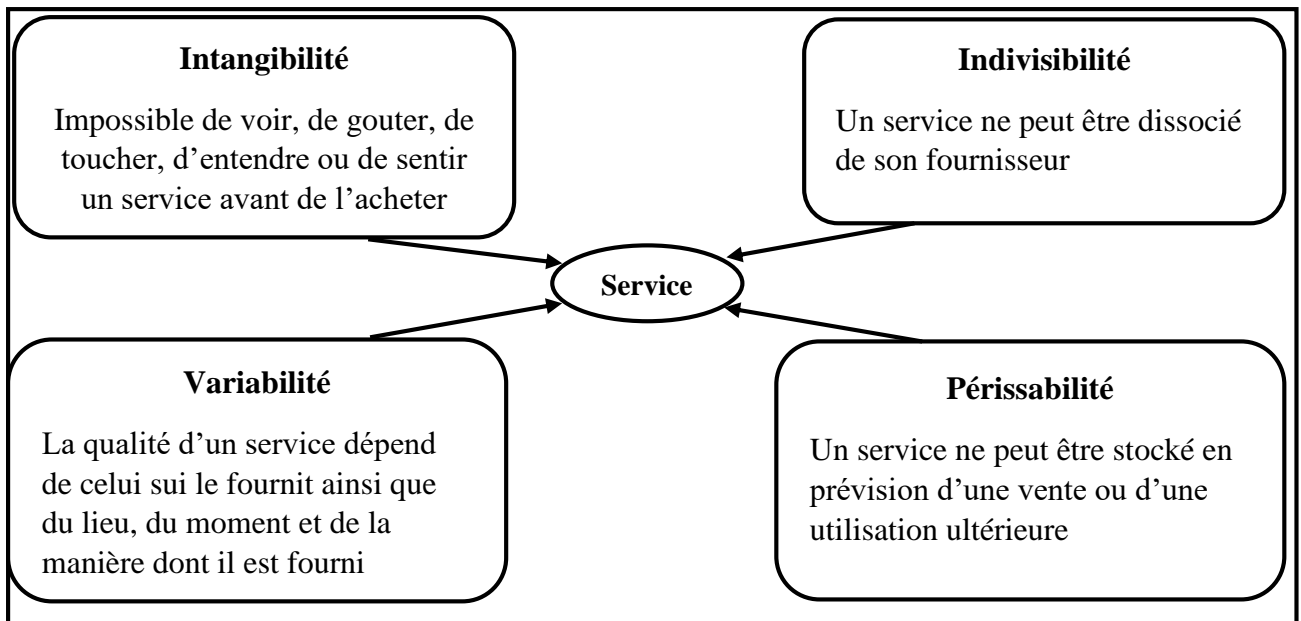 Intangibilité
Impossible de voir, de gouter, de
toucher, d’entendre ou de sentir
un service avant de l’acheter
Indivisibilité
Un service ne peut être dissocié
de son fournisseur
Service
Variabilité
La qualité d’un service dépend
de celui sui le fournit ainsi que
du lieu, du moment et de la
manière dont il est fourni
Périssabilité
Un service ne peut être stocké en
prévision d’une vente ou d’une
utilisation ultérieure